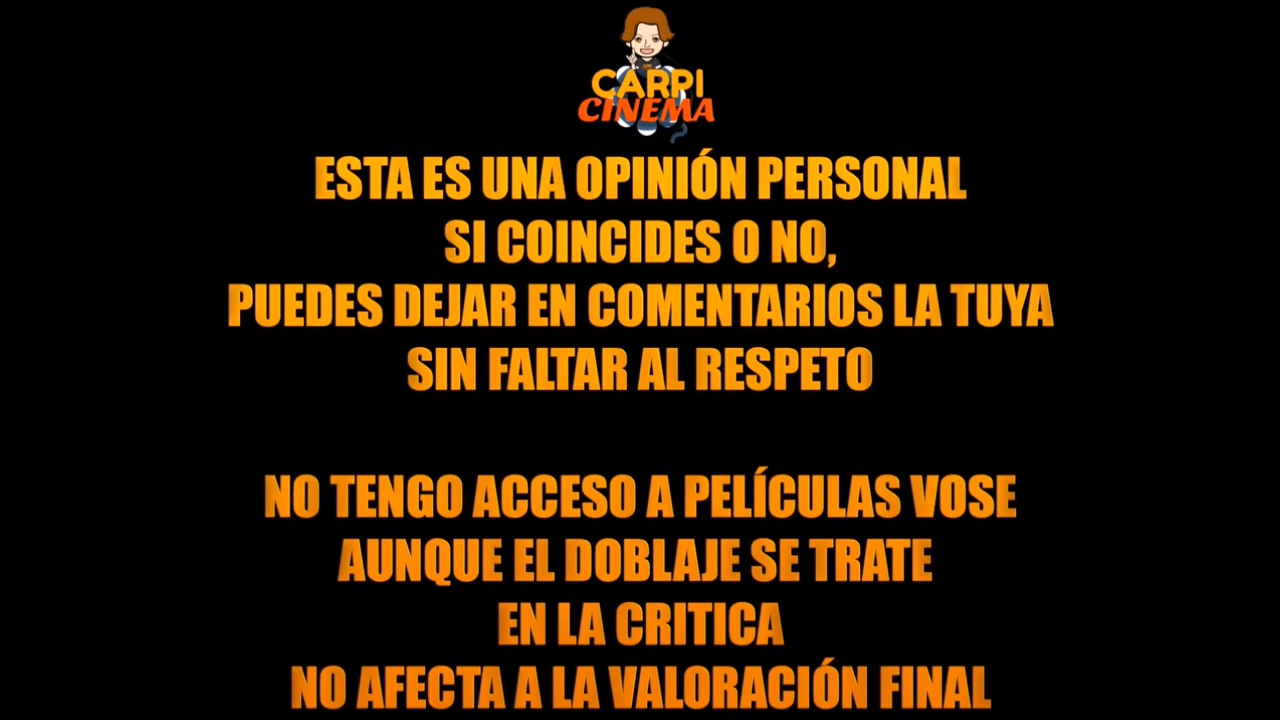 CARPI
CINEMA
ESTA ES UNA OPINIÓN PERSONAL
SI COINCIDES O NO,
PUEDES DEJAR EN COMENTARIOS LA TUYA
SIN FALTAR AL RESPETO
NO TENGO ACCESO A PELÍCULAS VOSE
AUNQUE EL DOBLAJE SE TRATE
EN LA CRITICA
NO AFECTA A LA VALORACIÓN FINAL